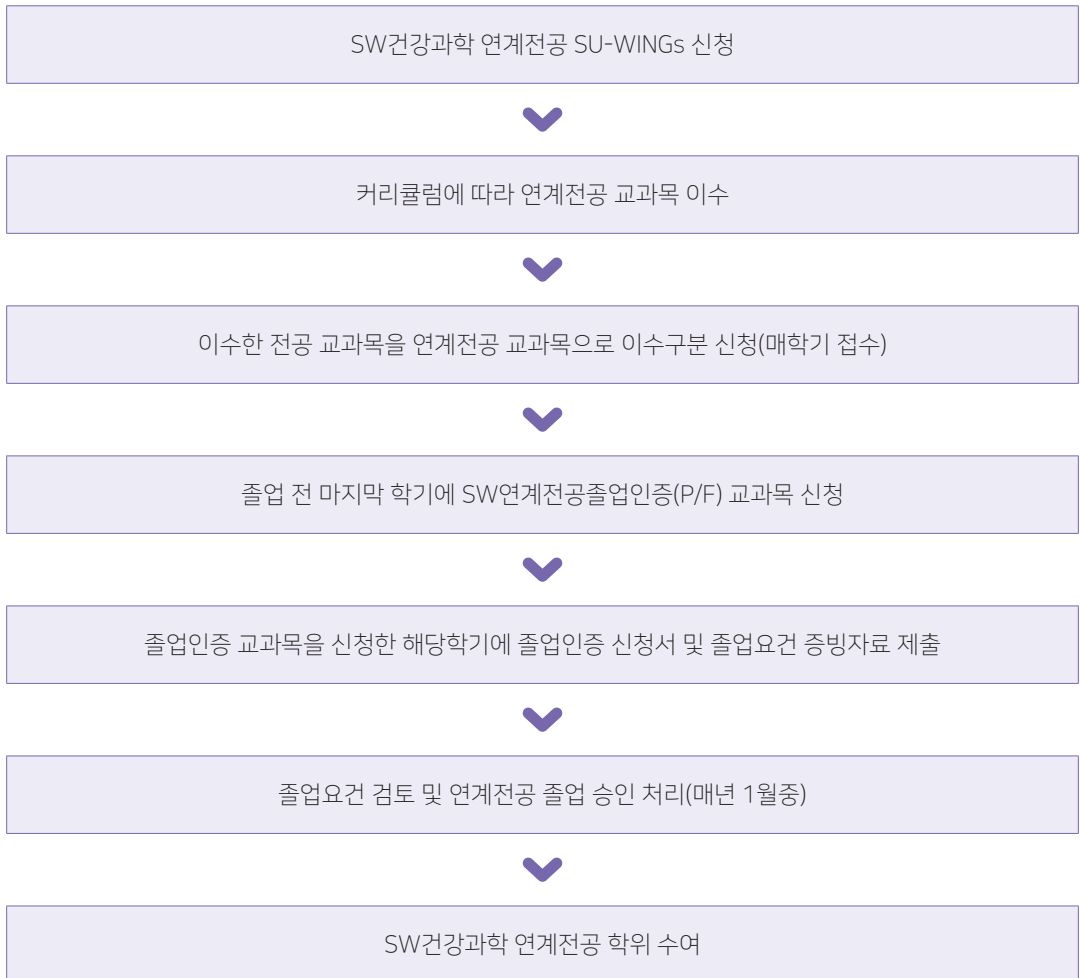 SW건강과학 연계전공 SU-WINGs 신청
커리큘럼에 따라 연계전공 교과목 이수
이수한 전공 교과목을 연계전공 교과목으로 이수구분 신청(매학기 접수)
졸업 전 마지막 학기에 SW연계전공졸업인증(P/F) 교과목 신청
졸업인증 교과목을 신청한 해당학기에 졸업인증 신청서 및 졸업요건 증빙자료 제출
졸업요건 검토 및 연계전공 졸업 승인 처리(매년 1월중)
SW건강과학 연계전공 학위 수여